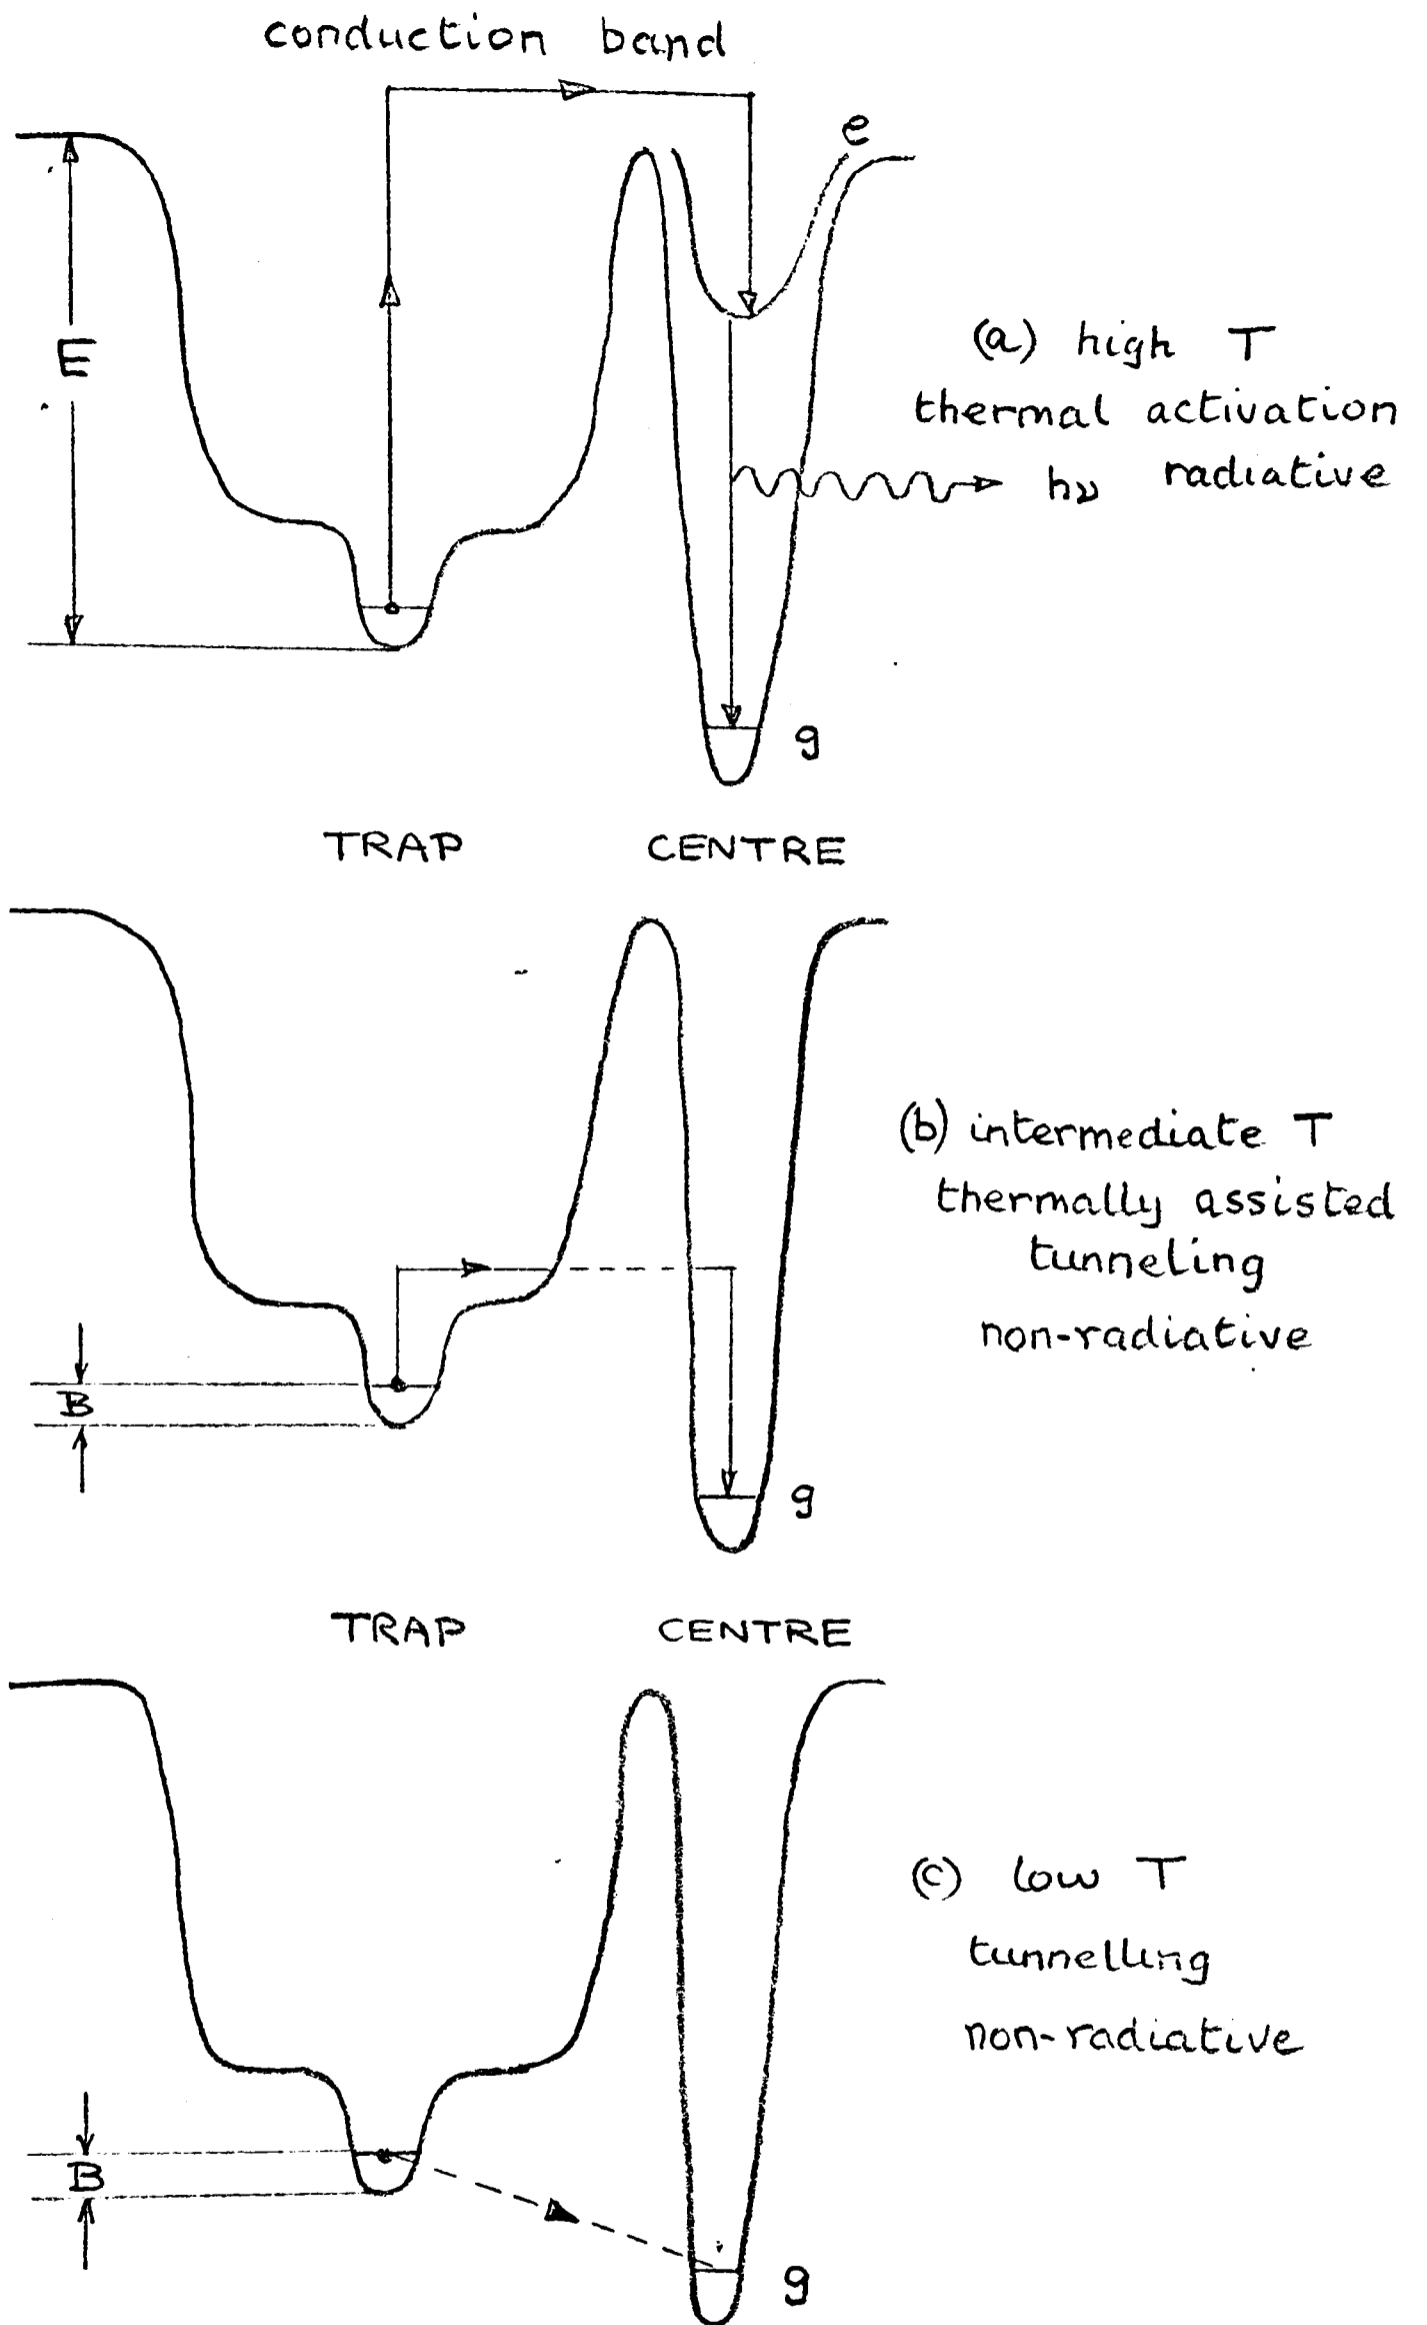 conduction band
e
E
(a) high T
thermal activation
hν radiative
g
TRAP CENTRE
(b) intermediate T
thermally assisted
tunneling
non-radiative
B
g
TRAP CENTRE
(c) low T
tunnelling
non-radiative
B
g